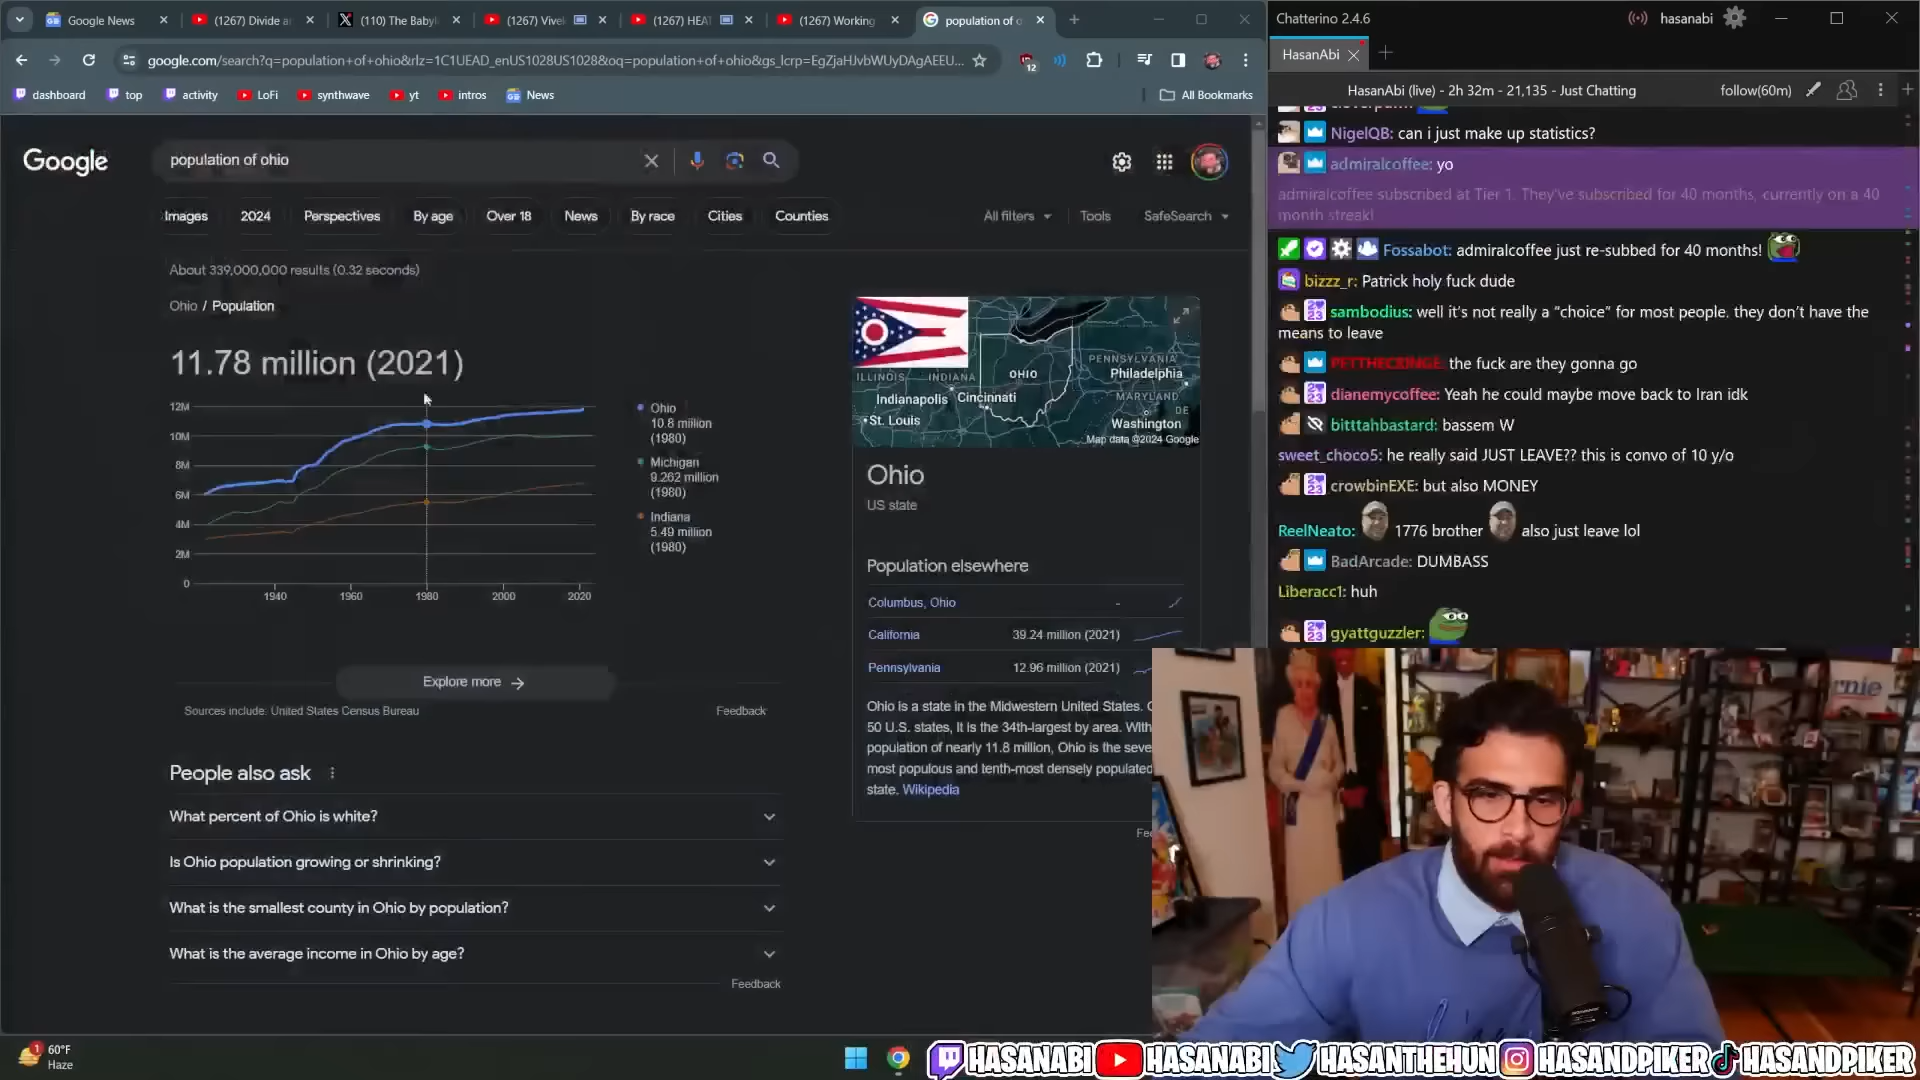 Google News
(1267) Divide a
(110) The Babyl
(1267) Vivel
(1267) HEA
(1267) Working
population of o
google.com/search?q=population+of+ohio&rlz=1C1UEAD_enUS1028US1028&oq=population+of+ohio&gs_lcrp=EgZjaHJvbWUyDAgAEEU...
12
dashboard
top
activity
LoFi
synthwave
yt
intros
News
All Bookmarks
Google
population of ohio
Images
2024
Perspectives
By age
Over 18
News
By race
Cities
Counties
All filters
Tools
SafeSearch
About 339,000,000 results (0.32 seconds)
Ohio / Population
11.78 million (2021)
12M
10M
8M
6M
4M
2M
0
1940
1960
1980
2000
2020
Ohio
10.8 million
(1980)
Michigan
9.262 million
(1980)
Indiana
5.49 million
(1980)
Explore more
Sources include: United States Census Bureau
Feedback
People also ask
What percent of Ohio is white?
Is Ohio population growing or shrinking?
What is the smallest county in Ohio by population?
What is the average income in Ohio by age?
Feedback
ILLINOIS
INDIANA
OHIO
PENNSYLVANIA
Philadelphia
Indianapolis
Cincinnati
MARYLAND
DE
St. Louis
Washington
Map data ©2024 Google
Ohio
US state
Population elsewhere
Columbus, Ohio -
California 39.24 million (2021)
Pennsylvania 12.96 million (2021)
Ohio is a state in the Midwestern United States.
50 U.S. states, it is the 34th-largest by area. With
population of nearly 11.8 million, Ohio is the seve
most populous and tenth-most densely populated
state. Wikipedia
Chatterino 2.4.6
hasanabi
HasanAbi
HasanAbi (live) - 2h 32m - 21,135 - Just Chatting
follow(60m)
NigelQB: can i just make up statistics?
admiralcoffee: yo
admiralcoffee subscribed at Tier 1. They've subscribed for 40 months, currently on a 40
month streak!
Fossabot: admiralcoffee just re-subbed for 40 months!
bizzz_r: Patrick holy fuck dude
sambodius: well it's not really a “choice” for most people. they don't have the
means to leave
the fuck are they gonna go
dianemycoffee: Yeah he could maybe move back to Iran idk
bitttahbastard: bassem W
sweet_choco5: he really said JUST LEAVE?? this is convo of 10 y/o
crowbinEXE: but also MONEY
ReelNeato: 1776 brother also just leave lol
BadArcade: DUMBASS
Liberacc1: huh
gyattguzzler:
rnie
1
60°F
Haze
HASANABI
HASANABI
HASANTHEHUN
HASANDPIKER
HASANDPIKER